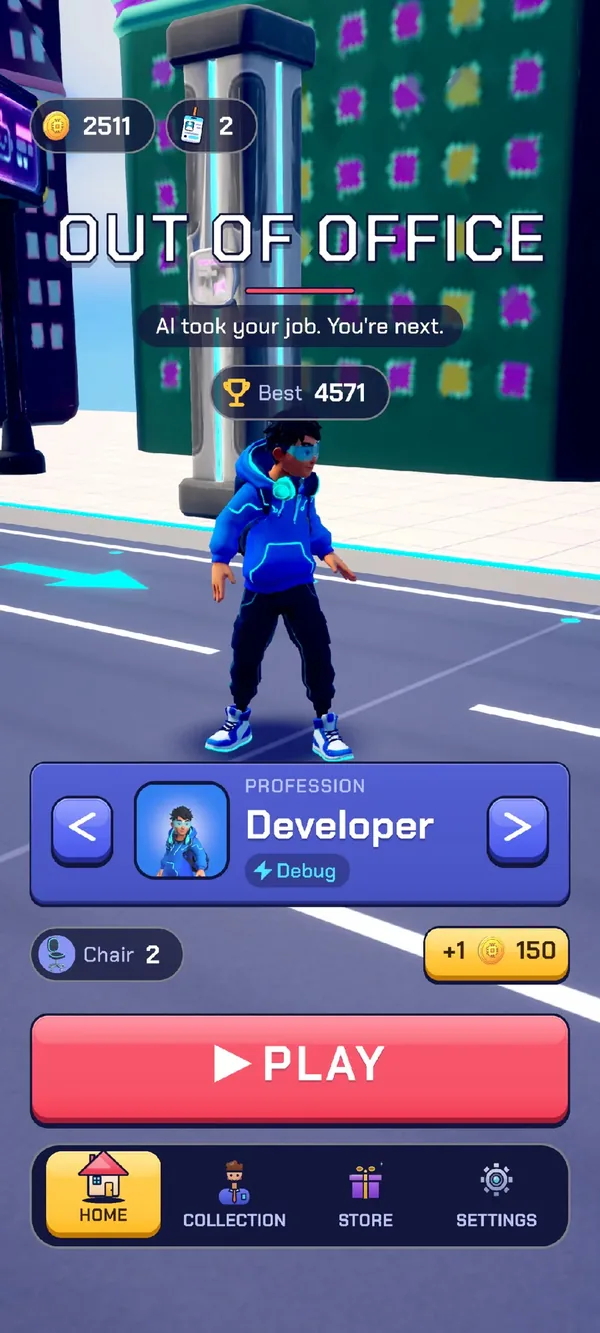 2511
2
OUT OF OFFICE
AI took your job. You're next.
Best 4571
PROFESSION
<
Developer
>
Debug
Chair 2
+1 150
PLAY
HOME
COLLECTION
STORE
SETTINGS